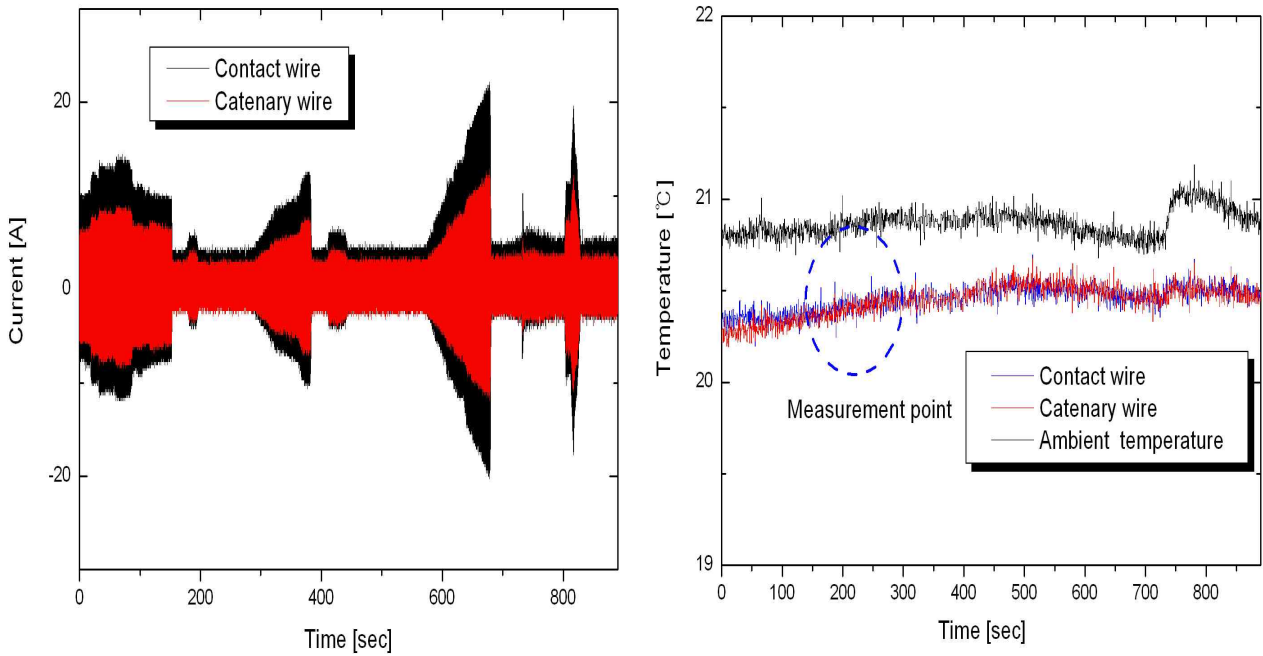 Contact wire
Catenary wire
20
0
-20
Current [A]
0 200 400 600 800
Time [sec]
22
21
20
19
Temperature [℃]
Measurement point
Contact wire
Catenary wire
Ambient temperature
0 100 200 300 400 500 600 700 800
Time [sec]